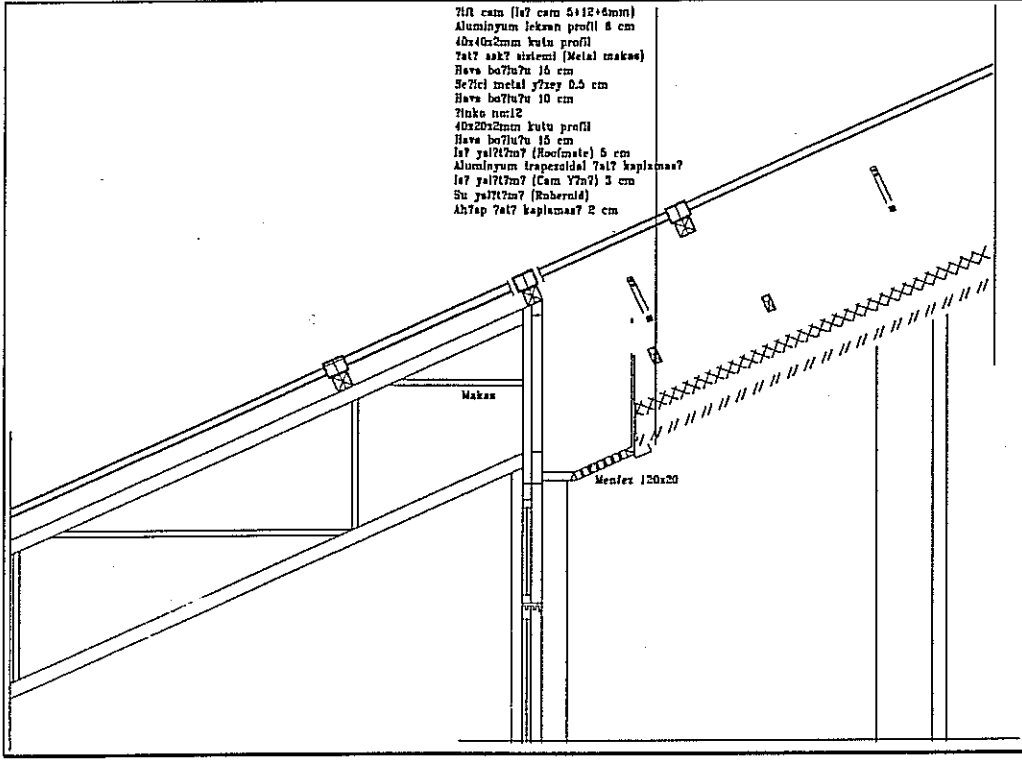 ?ift cam (Is? cam 5+12+6mm)
Aluminyum leksan profil 6 cm
40x40x2mm kutu profil
?at? ask? sistemi (Metal makas)
Hava bo?lu?u 15 cm
Se?ici metal y?zey 0.5 cm
Hava bo?lu?u 10 cm
?inko no:12
40x20x2mm kutu profil
Hava bo?lu?u 15 cm
Is? yal?t?m? (Roofmate) 5 cm
Aluminyum trapezoidal ?at? kaplamas?
Is? yal?t?m? (Cam Y?n?) 3 cm
Su yal?t?m? (Ruberoid)
Ah?ap ?at? kaplamas? 2 cm
Makas
Menfez 120x20